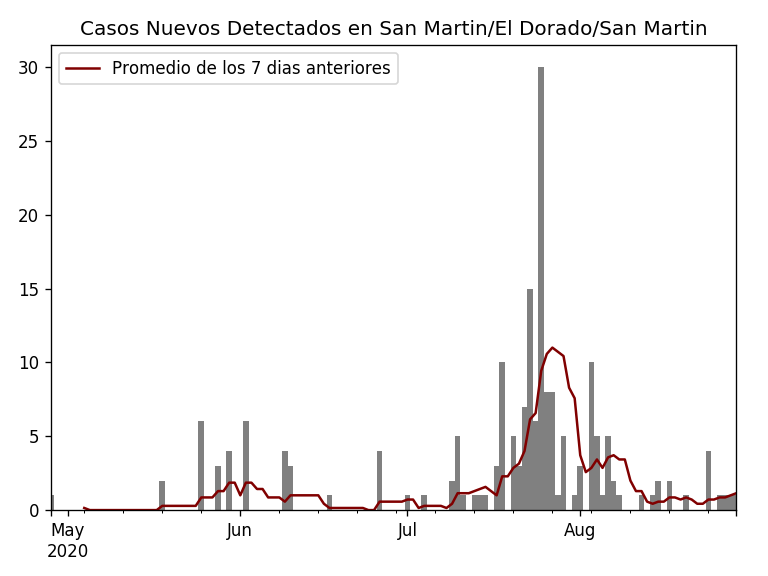 Casos Nuevos Detectados en San Martin/El Dorado/San Martin
Promedio de los 7 dias anteriores
30
25
20
15
10
5
0
May
2020
Jun
Jul
Aug